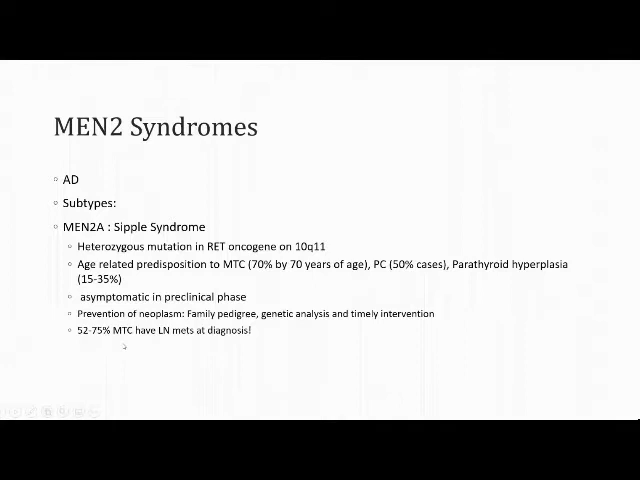 MEN2 Syndromes
AD
Subtypes:
MEN2A : Sipple Syndrome
Heterozygous mutation in RET oncogene on 10q11
Age related predisposition to MTC (70% by 70 years of age), PC (50% cases), Parathyroid hyperplasia
(15-35%)
asymptomatic in preclinical phase
Prevention of neoplasm: Family pedigree, genetic analysis and timely intervention
52-75% MTC have LN mets at diagnosis!